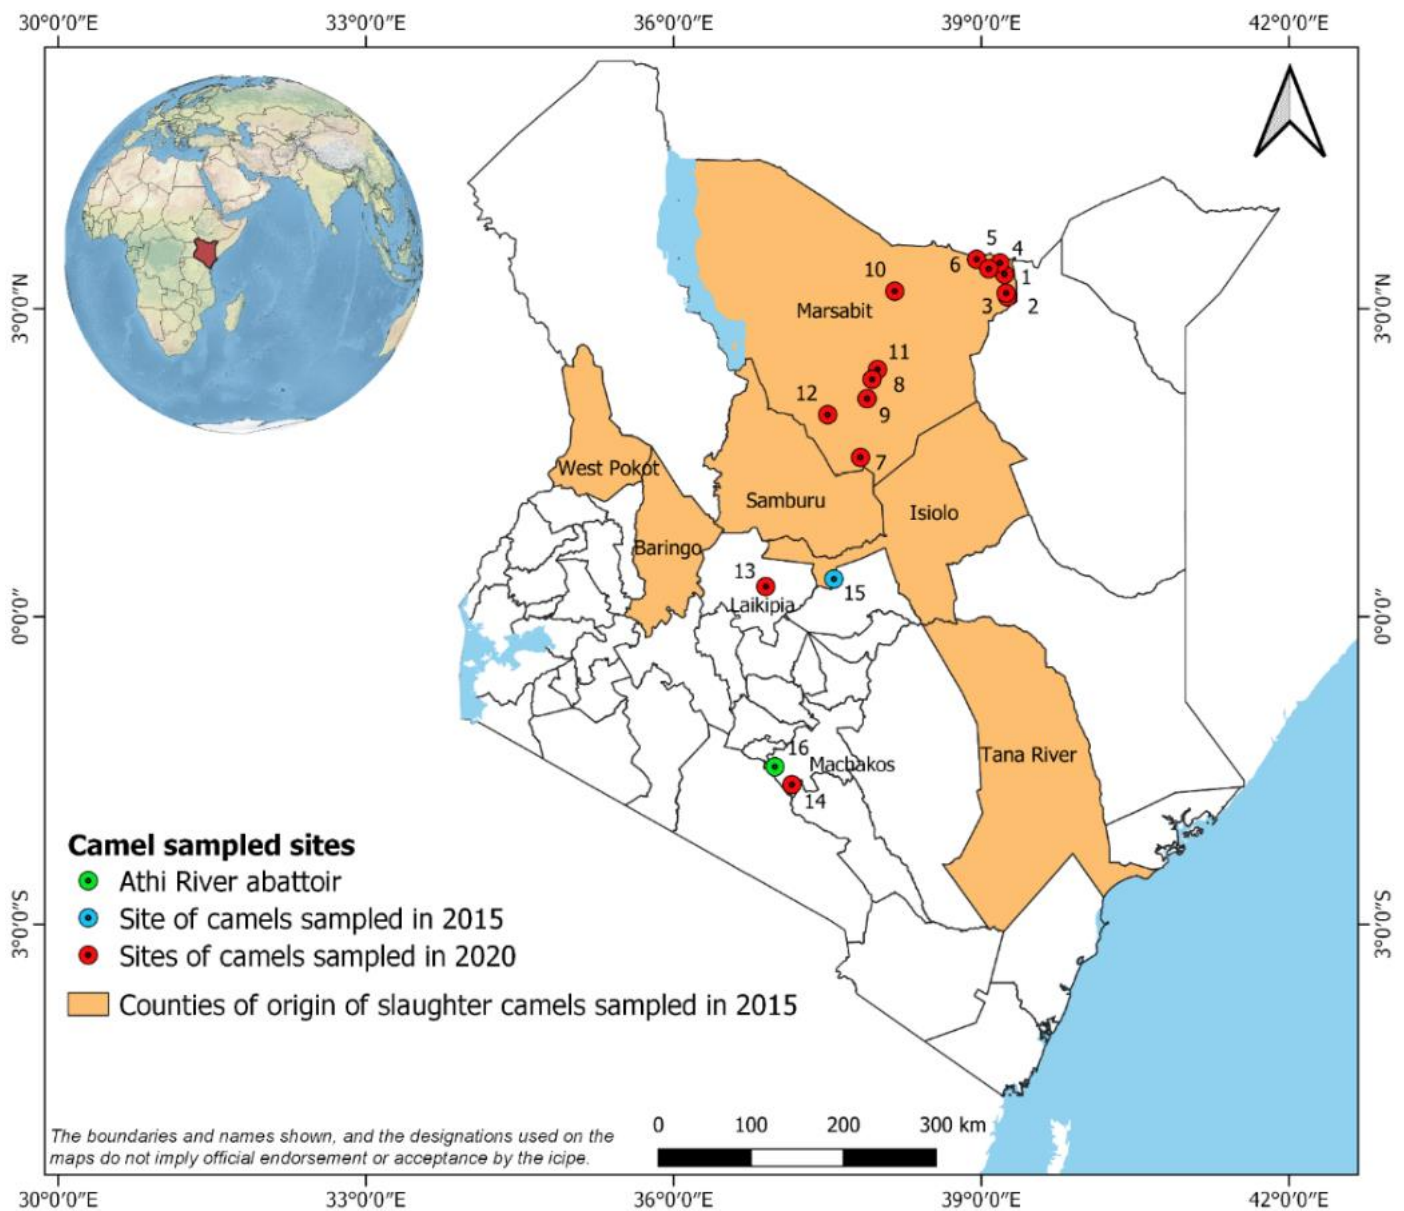 30°0′0″E 33°0′0″E 36°0′0″E 39°0′0″E 42°0′0″E
5
4
6
10
1
3°0′0″N
3°0′0″N
Marsabit
3
2
11
8
12
9
7
West Pokot
Samburu
Isiolo
Baringo
13
15
Laikipia
0°0′0″
0°0′0″
16
Machakos
Tana River
14
Camel sampled sites
Athi River abattoir
Site of camels sampled in 2015
Sites of camels sampled in 2020
Counties of origin of slaughter camels sampled in 2015
3°0′0″S
3°0′0″S
0 100 200 300 km
The boundaries and names shown, and the designations used on the
maps do not imply official endorsement or acceptance by the icipe.
30°0′0″E 33°0′0″E 36°0′0″E 39°0′0″E 42°0′0″E